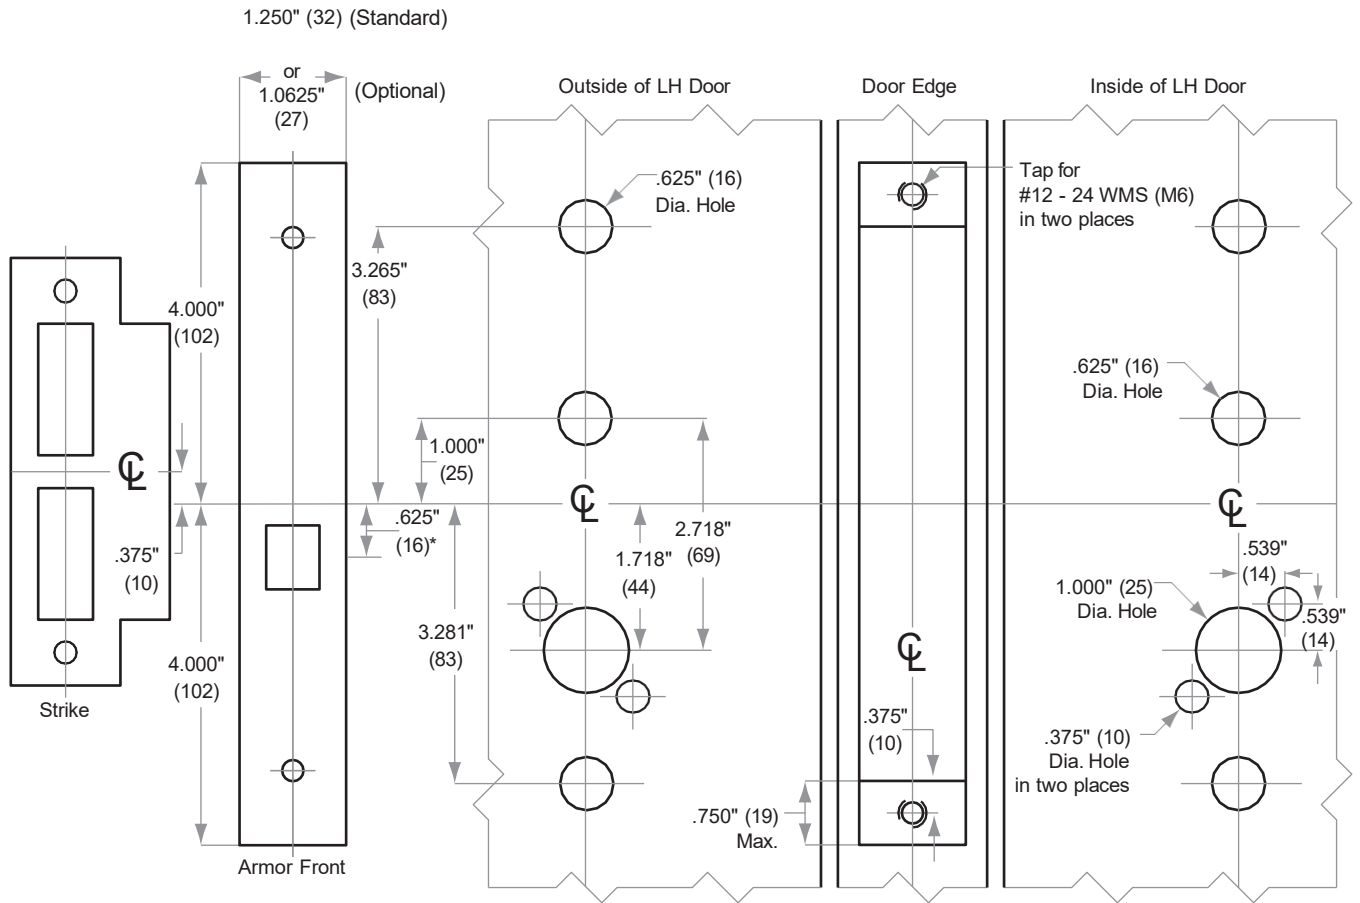 1.250" (32) (Standard)
or
1.0625"
(27)
(Optional)
Outside of LH Door
Door Edge
Inside of LH Door
.625" (16)
Dia. Hole
Tap for
#12 - 24 WMS (M6)
in two places
3.265"
(83)
4.000"
(102)
.625" (16)
Dia. Hole
1.000"
(25)
℄
℄
℄
.625"
(16)*
2.718"
(69)
1.718"
(44)
.375"
(10)
.539"
(14)
1.000" (25)
Dia. Hole
.539"
(14)
3.281"
(83)
℄
4.000"
(102)
Strike
.375"
(10)
.375" (10)
Dia. Hole
in two places
.750" (19)
Max.
Armor Front